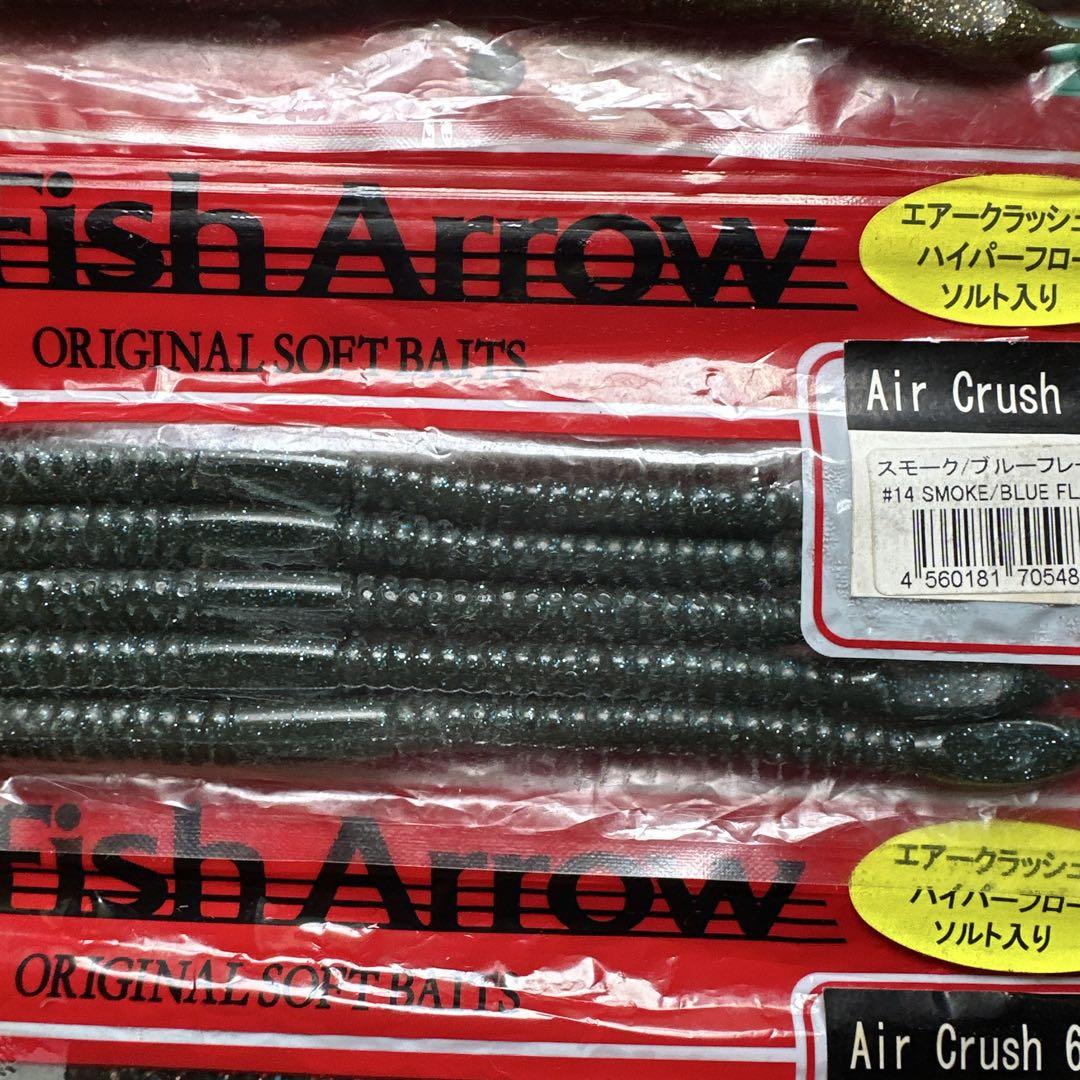 Fish Arrow
ORIGINAL SOFT BAITS
エアークラッシュ
ハイパーフロー
ソルト入り
Air Crush
スモーク/ブルーフレー
#14 SMOKE/BLUE FL
4 560181 70548
Fish Arrow
ORIGINAL SOFT BAITS
エアークラッシュ
ハイパーフロー
ソルト入り
Air Crush 6